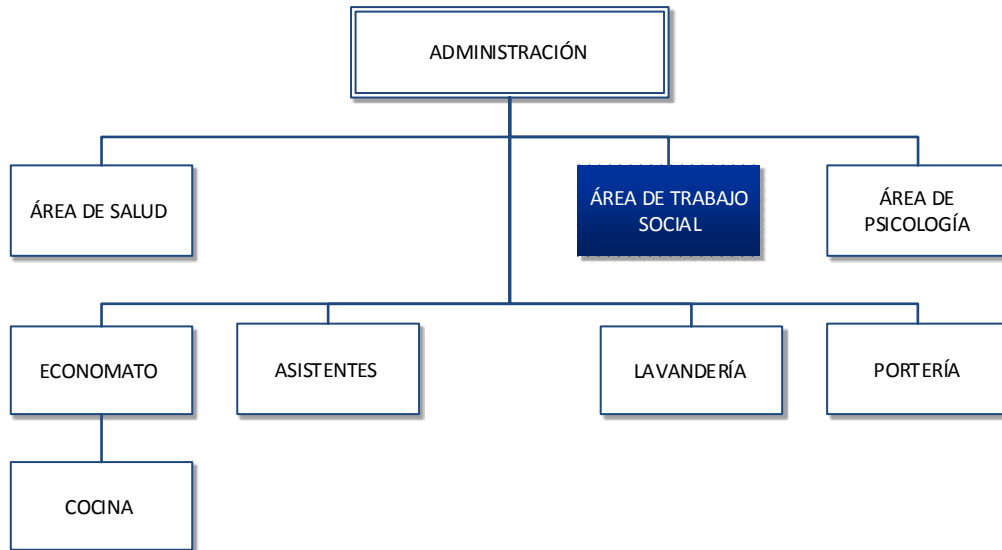 ADMINISTRACIÓN
ÁREA DE SALUD
ÁREA DE TRABAJO
SOCIAL
ÁREA DE
PSICOLOGÍA
ECONOMATO
ASISTENTES
LAVANDERÍA
PORTERÍA
COCINA